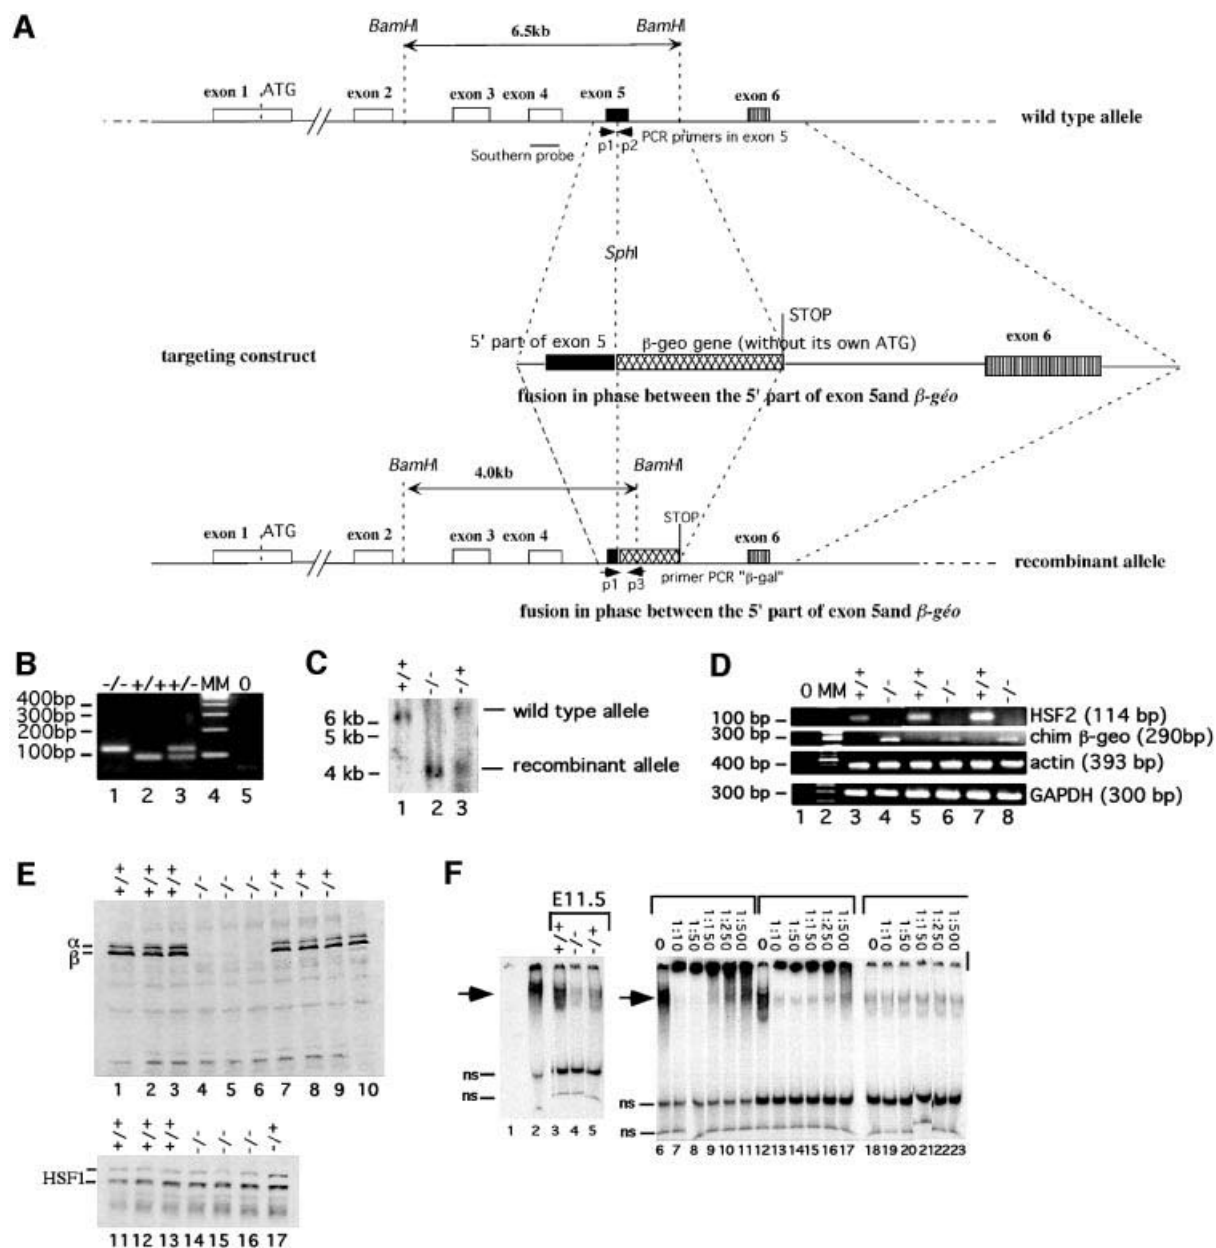 A
BamHI
6.5kb
BamHI
exon 1
ATG
exon 2
exon 3
exon 4
exon 5
exon 6
wild type allele
p1
p2
PCR primers in exon 5
Southern probe
SphI
STOP
5' part of exon 5
β-geo gene (without its own ATG)
exon 6
targeting construct
fusion in phase between the 5' part of exon 5and β-géo
BamHI
4.0kb
BamHI
STOP
exon 1
ATG
exon 2
exon 3
exon 4
exon 6
recombinant allele
p1
p3
primer PCR "β-gal"
fusion in phase between the 5' part of exon 5and β-géo
B
-/- +/+ +/- MM 0
400bp
300bp
200bp
100bp
1 2 3 4 5
C
+/+ -/- +/-
6 kb
5 kb
4 kb
wild type allele
recombinant allele
1 2 3
D
0 MM +/+ -/- +/+ -/- +/+ -/-
100 bp
HSF2 (114 bp)
300 bp
chim β-geo (290bp)
400 bp
actin (393 bp)
300 bp
GAPDH (300 bp)
1 2 3 4 5 6 7 8
E
+/+ +/+ +/+ -/- -/- -/- +/- +/- +/-
α
β
1 2 3 4 5 6 7 8 9 10
+/+ +/+ +/+ -/- -/- -/- +/-
HSF1
11 12 13 14 15 16 17
F
E11.5
+/+ -/- +/-
ns
ns
1 2 3 4 5
0 1:10 1:50 1:150 1:250 1:500
0 1:10 1:50 1:150 1:250 1:500
0 1:10 1:50 1:150 1:250 1:500
ns
ns
6 7 8 9 10 11 12 13 14 15 16 17 18 19 20 21 22 23